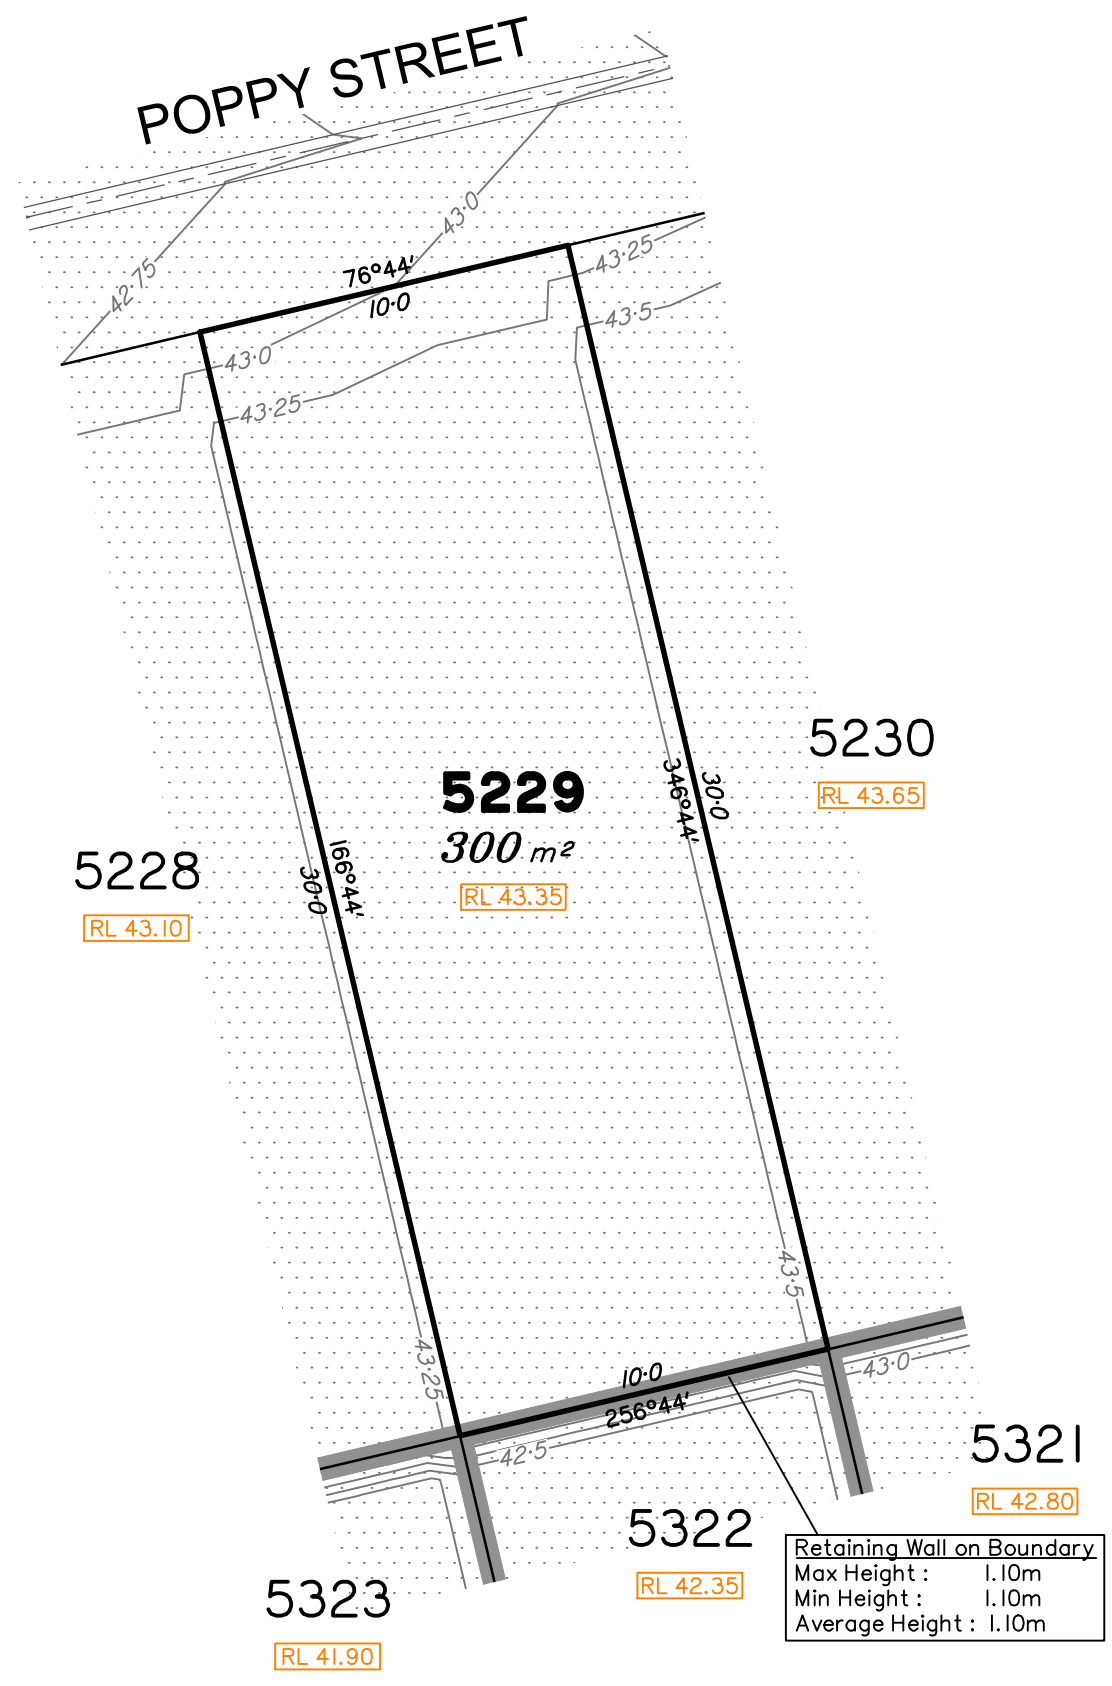 POPPY STREET
43·0
42·75
43·25
76°44'
10·0
43·5
43·0
43·25
5230
RL 43.65
346°44'
30·0
5229
300 m²
RL 43.35
5228
RL 43.10
166°44'
30·0
43·5
43·25
10·0
256°44'
43·0
42·5
5321
RL 42.80
5322
RL 42.35
Retaining Wall on Boundary
Max Height : 1.10m
Min Height : 1.10m
Average Height : 1.10m
5323
RL 41.90